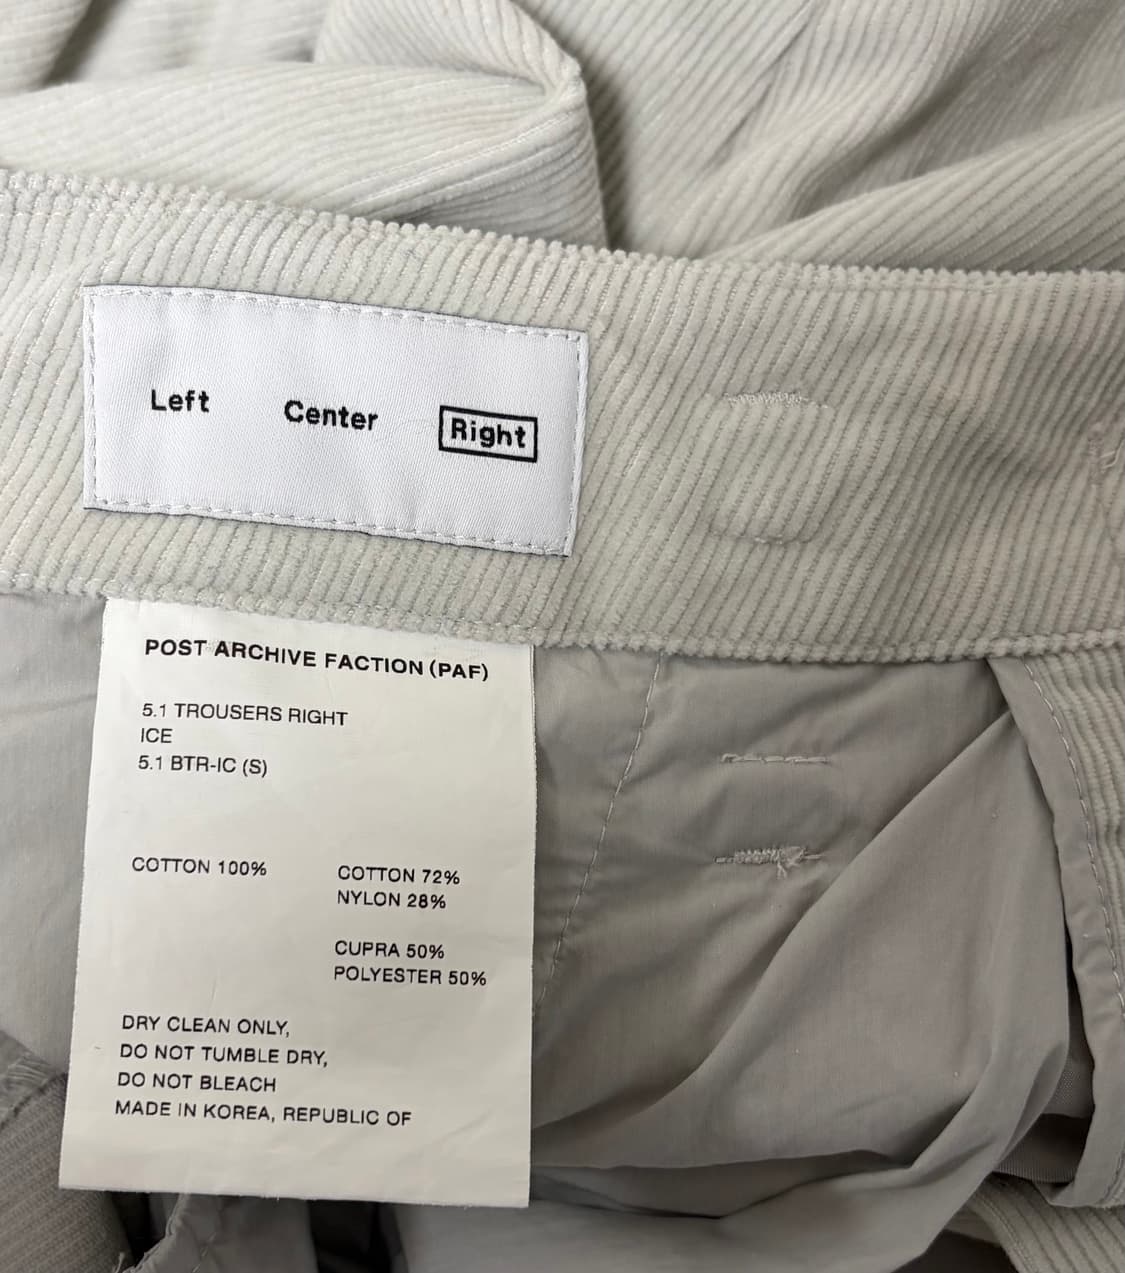 Left Center Right
POST ARCHIVE FACTION (PAF)
5.1 TROUSERS RIGHT
ICE
5.1 BTR-IC (S)
COTTON 100%
COTTON 72%
NYLON 28%
CUPRA 50%
POLYESTER 50%
DRY CLEAN ONLY,
DO NOT TUMBLE DRY,
DO NOT BLEACH
MADE IN KOREA, REPUBLIC OF